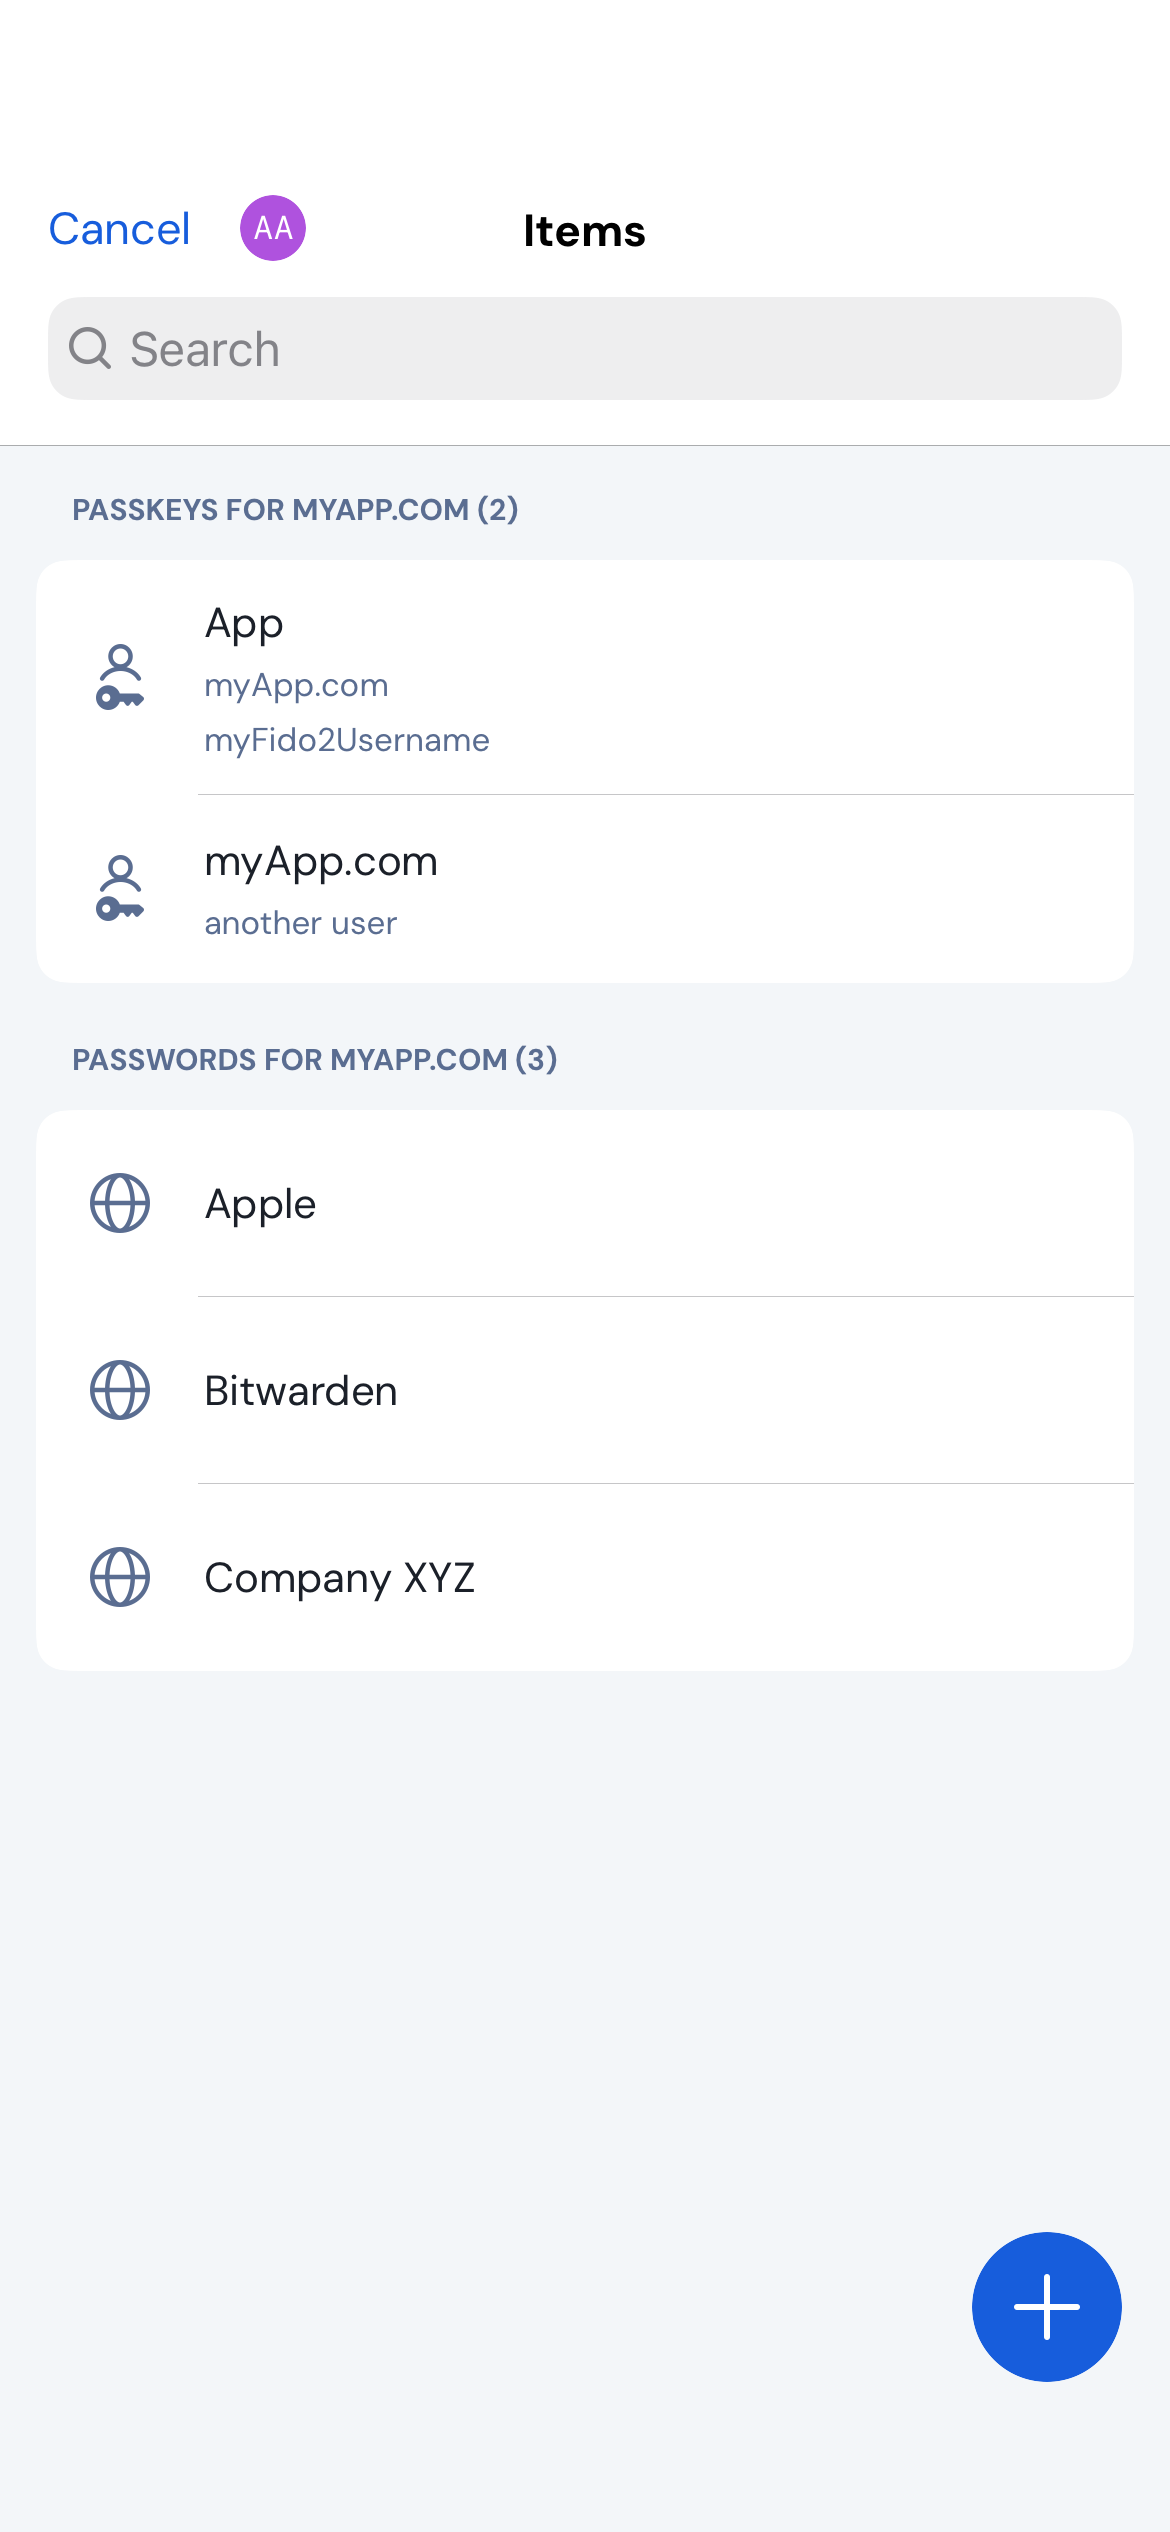 Cancel
AA
Items
Search
PASSKEYS FOR MYAPP.COM (2)
App
myApp.com
myFido2Username
myApp.com
another user
PASSWORDS FOR MYAPP.COM (3)
Apple
Bitwarden
Company XYZ